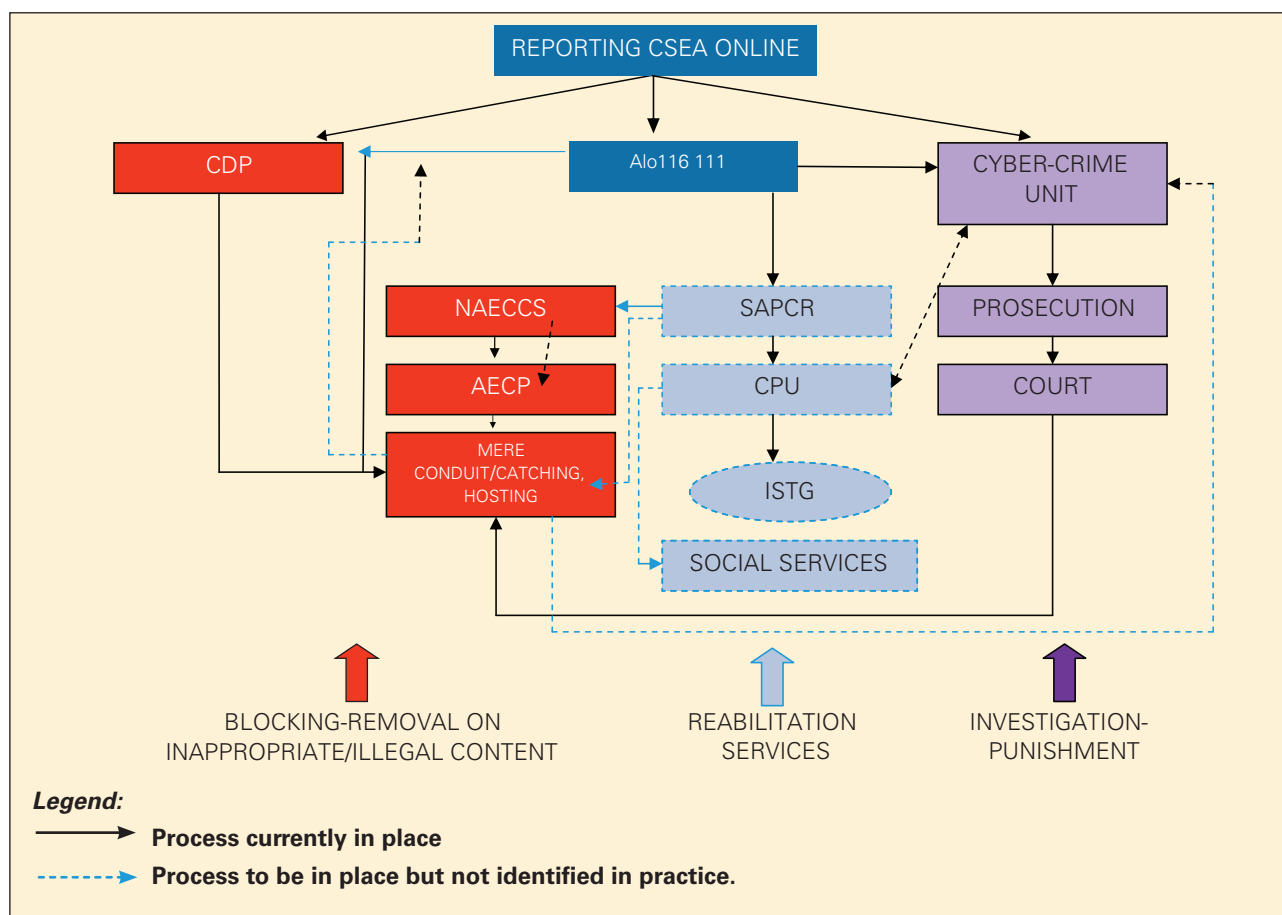 REPORTING CSEA ONLINE
CDP
Alo116 111
CYBER-CRIME
UNIT
NAECCS
SAPCR
PROSECUTION
AECP
CPU
COURT
MERE
CONDUIT/CATCHING,
HOSTING
ISTG
SOCIAL SERVICES
BLOCKING-REMOVAL ON
INAPPROPRIATE/ILLEGAL CONTENT
REABILITATION
SERVICES
INVESTIGATION-
PUNISHMENT
Legend:
Process currently in place
Process to be in place but not identified in practice.